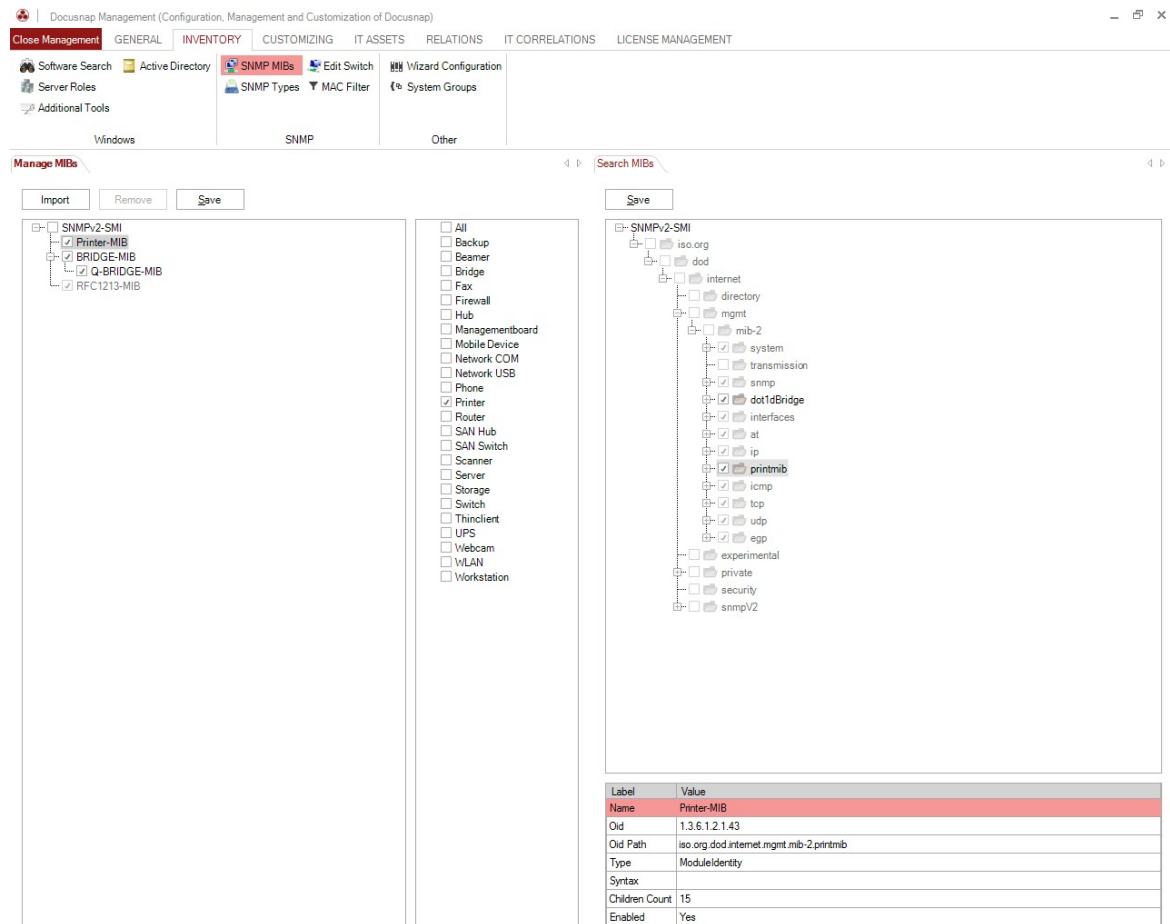 Docusnap Management (Configuration, Management and Customization of Docusnap)
Close Management GENERAL INVENTORY CUSTOMIZING IT ASSETS RELATIONS IT CORRELATIONS LICENSE MANAGEMENT
Software Search Active Directory SNMP MIBs Edit Switch Wizard Configuration
Server Roles SNMP Types MAC Filter System Groups
Additional Tools
Windows SNMP Other
Manage MIBs
Import Remove Save
SNMPv2-SMI
Printer-MIB
BRIDGE-MIB
Q-BRIDGE-MIB
RFC1213-MIB
All
Backup
Beamer
Bridge
Fax
Firewall
Hub
Managementboard
Mobile Device
Network COM
Network USB
Phone
Printer
Router
SAN Hub
SAN Switch
Scanner
Server
Storage
Switch
Thinclient
UPS
Webcam
WLAN
Workstation
Search MIBs
Save
SNMPv2-SMI
iso.org
dod
internet
directory
mgmt
mib-2
system
transmission
snmp
dot1dBridge
interfaces
at
ip
printmib
icmp
tcp
udp
egp
experimental
private
security
snmpV2
Label Value
Name Printer-MIB
Oid 1.3.6.1.2.1.43
Oid Path iso.org.dod.internet.mgmt.mib-2.printmib
Type ModuleIdentity
Syntax
Children Count 15
Enabled Yes